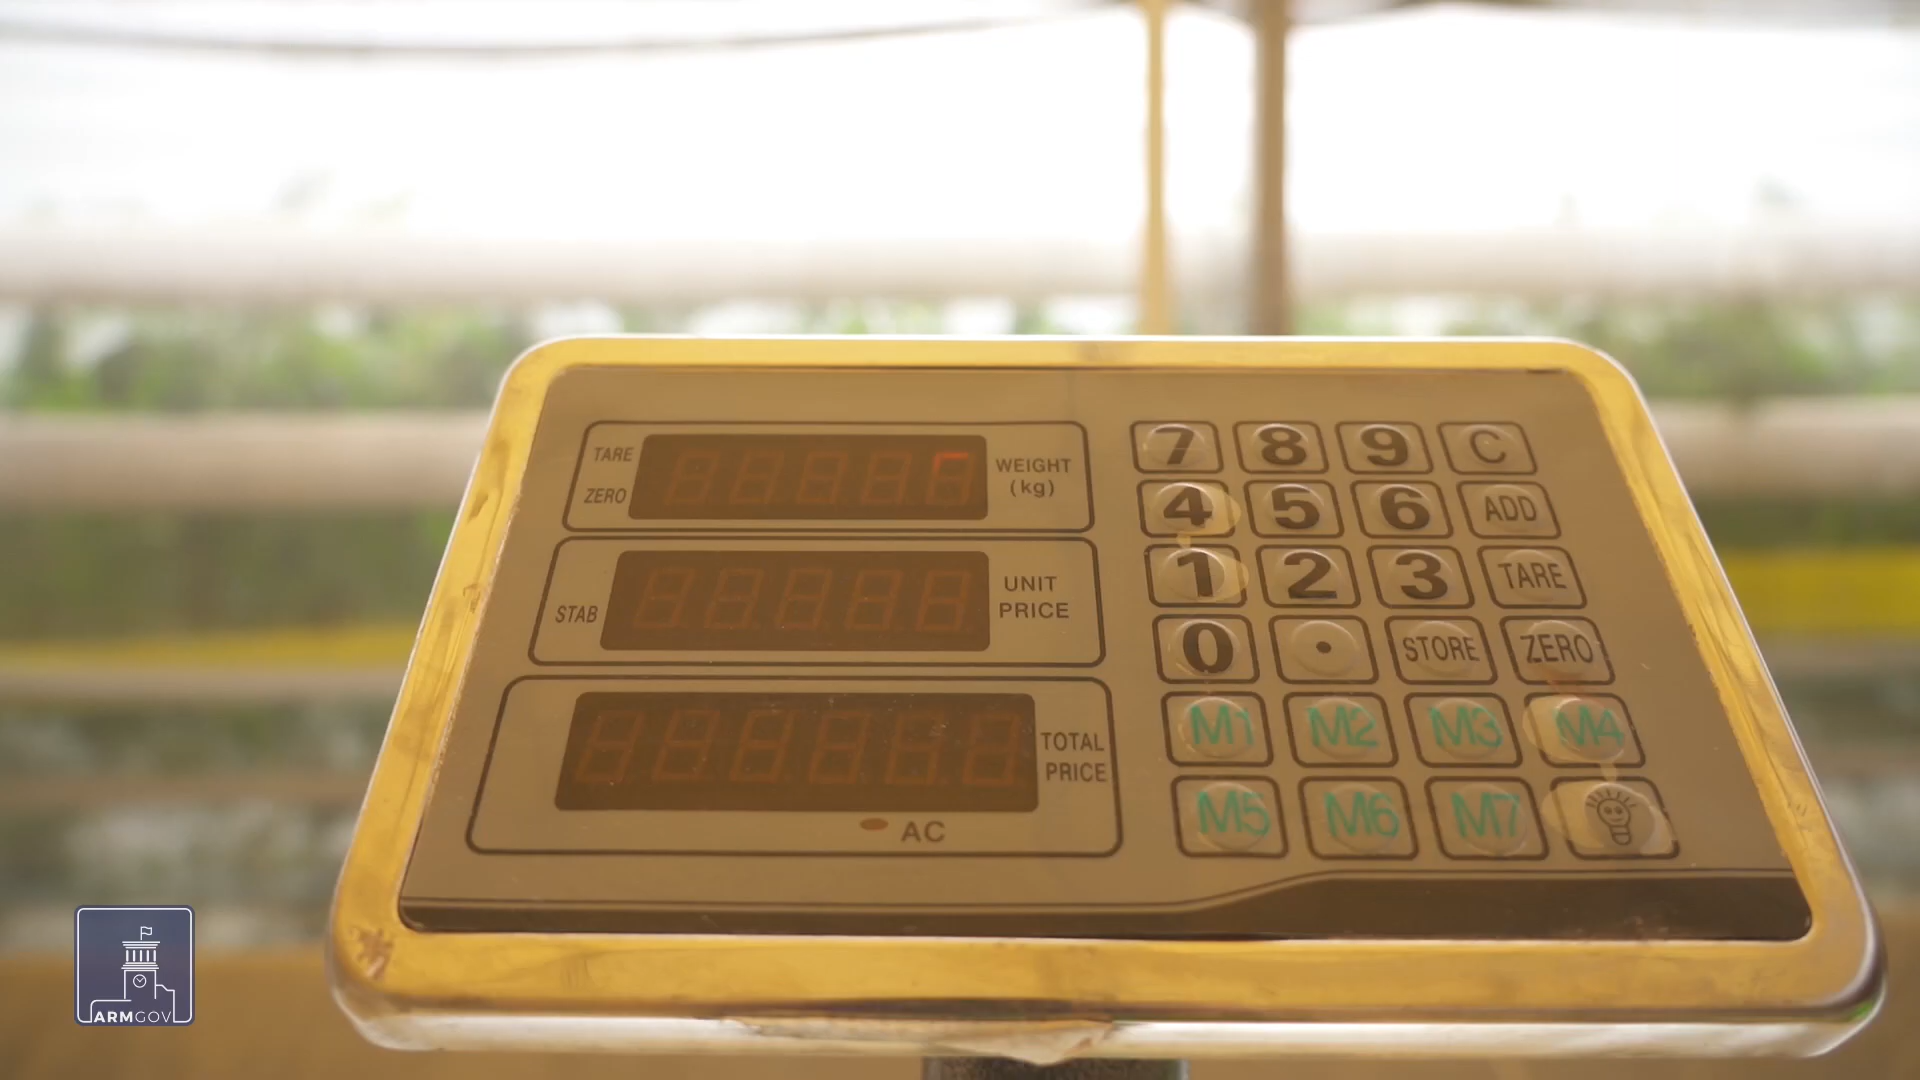 TARE
ZERO
WEIGHT
(kg)
STAB
UNIT
PRICE
TOTAL
PRICE
AC
7 8 9 C
4 5 6 ADD
1 2 3 TARE
0 . STORE ZERO
M1 M2 M3 M4
M5 M6 M7
ARMGOV